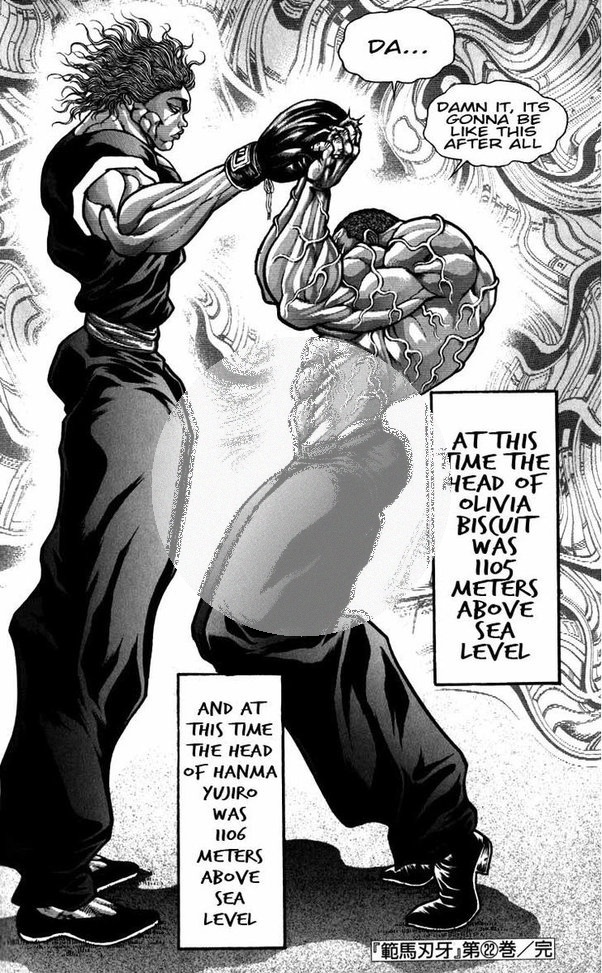 DA...
DAMN IT, ITS
GONNA BE
LIKE THIS
AFTER ALL
AT THIS
TIME THE
HEAD OF
OLIVIA
BISCUIT
WAS
1105
METERS
ABOVE
SEA
LEVEL
AND AT
THIS TIME
THE HEAD
OF HANMA
YUJIRO
WAS
1106
METERS
ABOVE
SEA
LEVEL
『範馬刃牙』第㉒巻／完